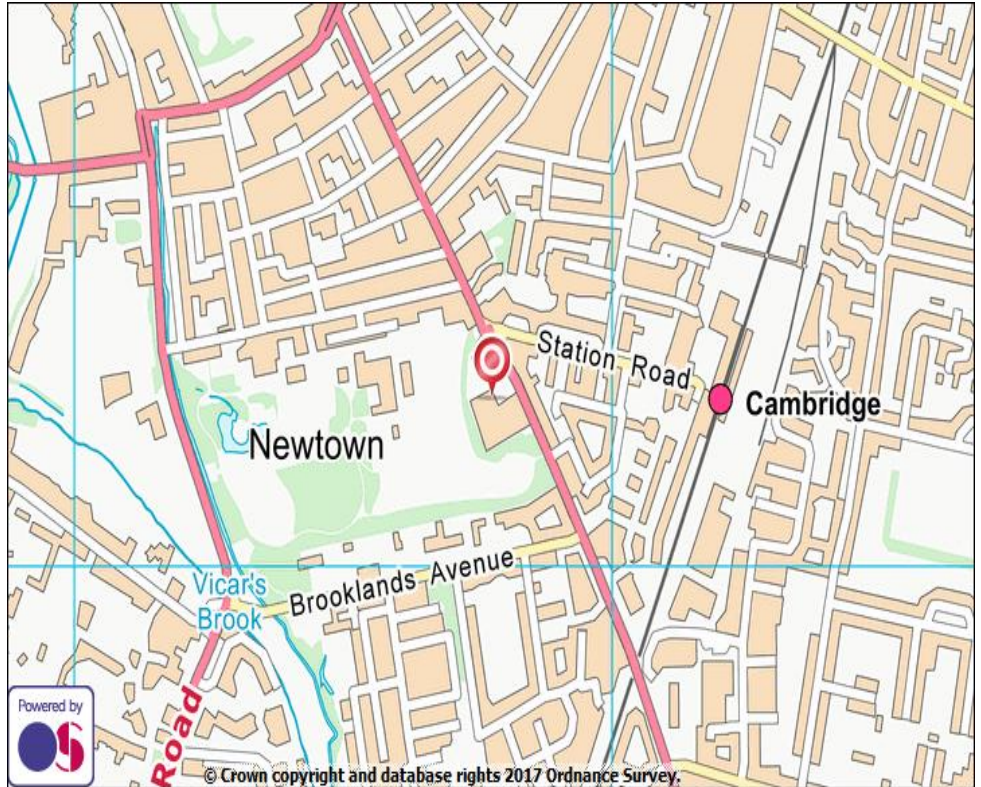 Station Road
Cambridge
Newtown
Brooklands Avenue
Vicar's
Brook
Road
Powered by
OS
© Crown copyright and database rights 2017 Ordnance Survey.